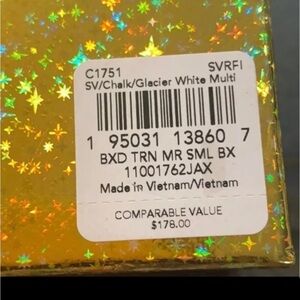 C1751 SVRFI
SV/Chalk/Glacier White Multi
1 95031 13860 7
BXD TRN MR SML BX
11001762JAX
Made in Vietnam/Vietnam
COMPARABLE VALUE
$178.00